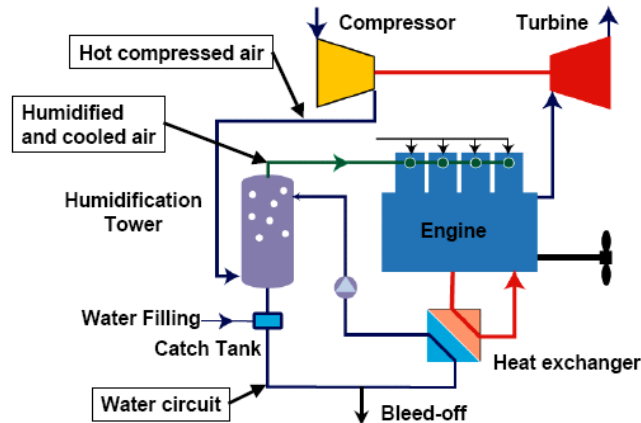 Compressor
Turbine
Hot compressed air
Humidified
and cooled air
Humidification
Tower
Engine
Water Filling
Catch Tank
Heat exchanger
Water circuit
Bleed-off